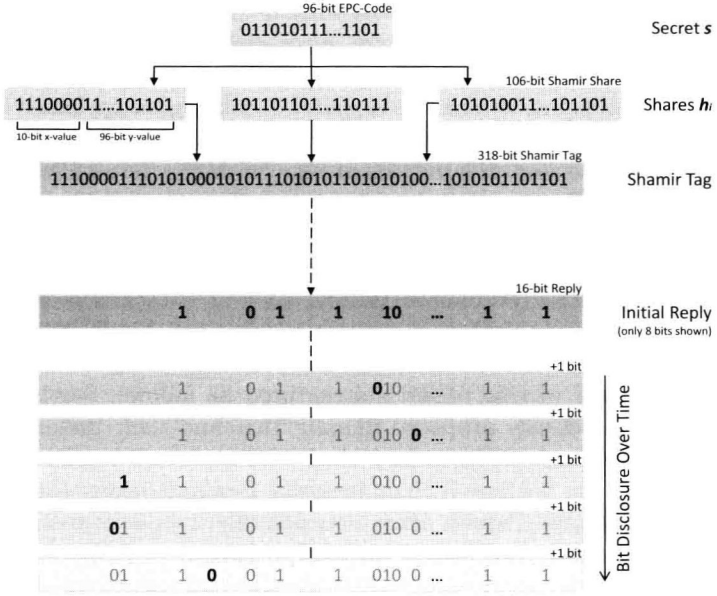 96-bit EPC-Code
011010111...1101
Secret s
106-bit Shamir Share
111000011...101101
101101101...110111
101010011...101101
Shares hi
10-bit x-value
96-bit y-value
318-bit Shamir Tag
111000011101010001010111010101101010100...1010101101101
Shamir Tag
16-bit Reply
1 0 1 1 10 ... 1 1
Initial Reply
(only 8 bits shown)
+1 bit
1 0 1 1 010 ... 1 1
+1 bit
1 0 1 1 010 0 ... 1 1
+1 bit
1 1 0 1 1 010 0 ... 1 1
+1 bit
01 1 0 1 1 010 0 ... 1 1
+1 bit
01 1 0 0 1 1 010 0 ... 1 1
Bit Disclosure Over Time